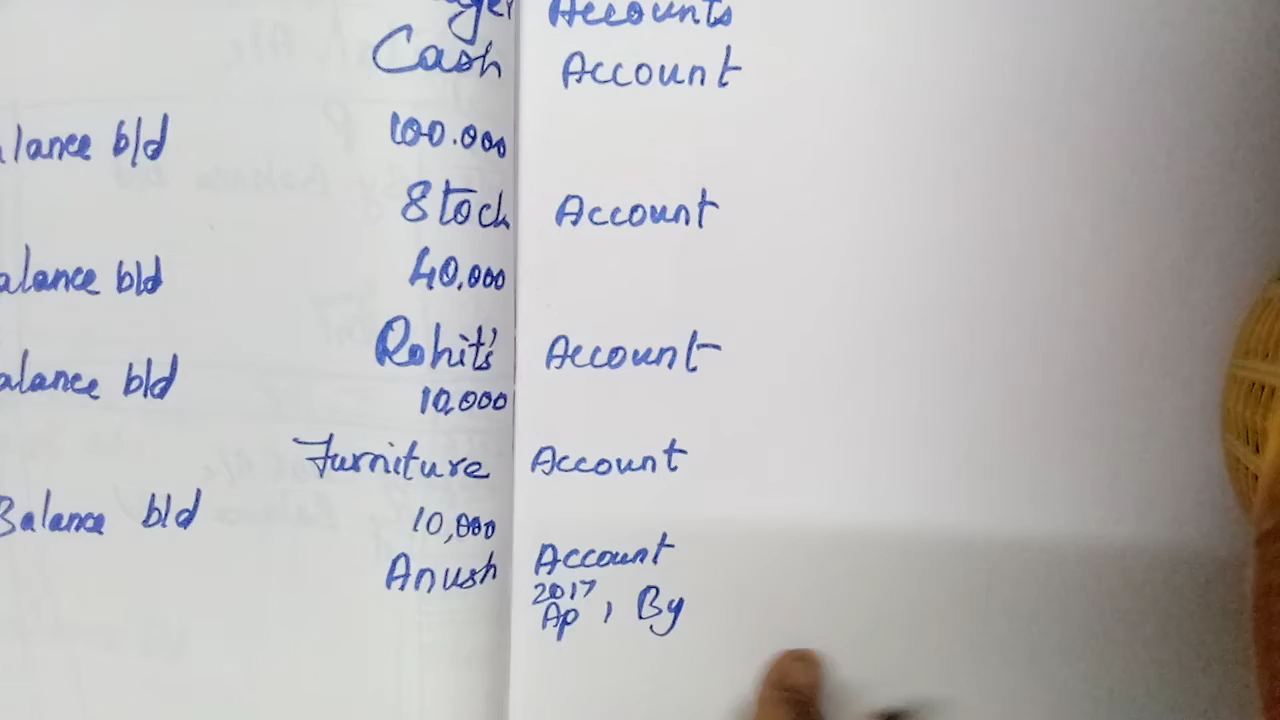 Accounts
Cash Account
alance b/d 100.000
Stock Account
alance b/d 40,000
Rohit's Account
alance b/d 10,000
Furniture Account
Balance b/d 10,000
Anush Account
2017
Ap 1 By